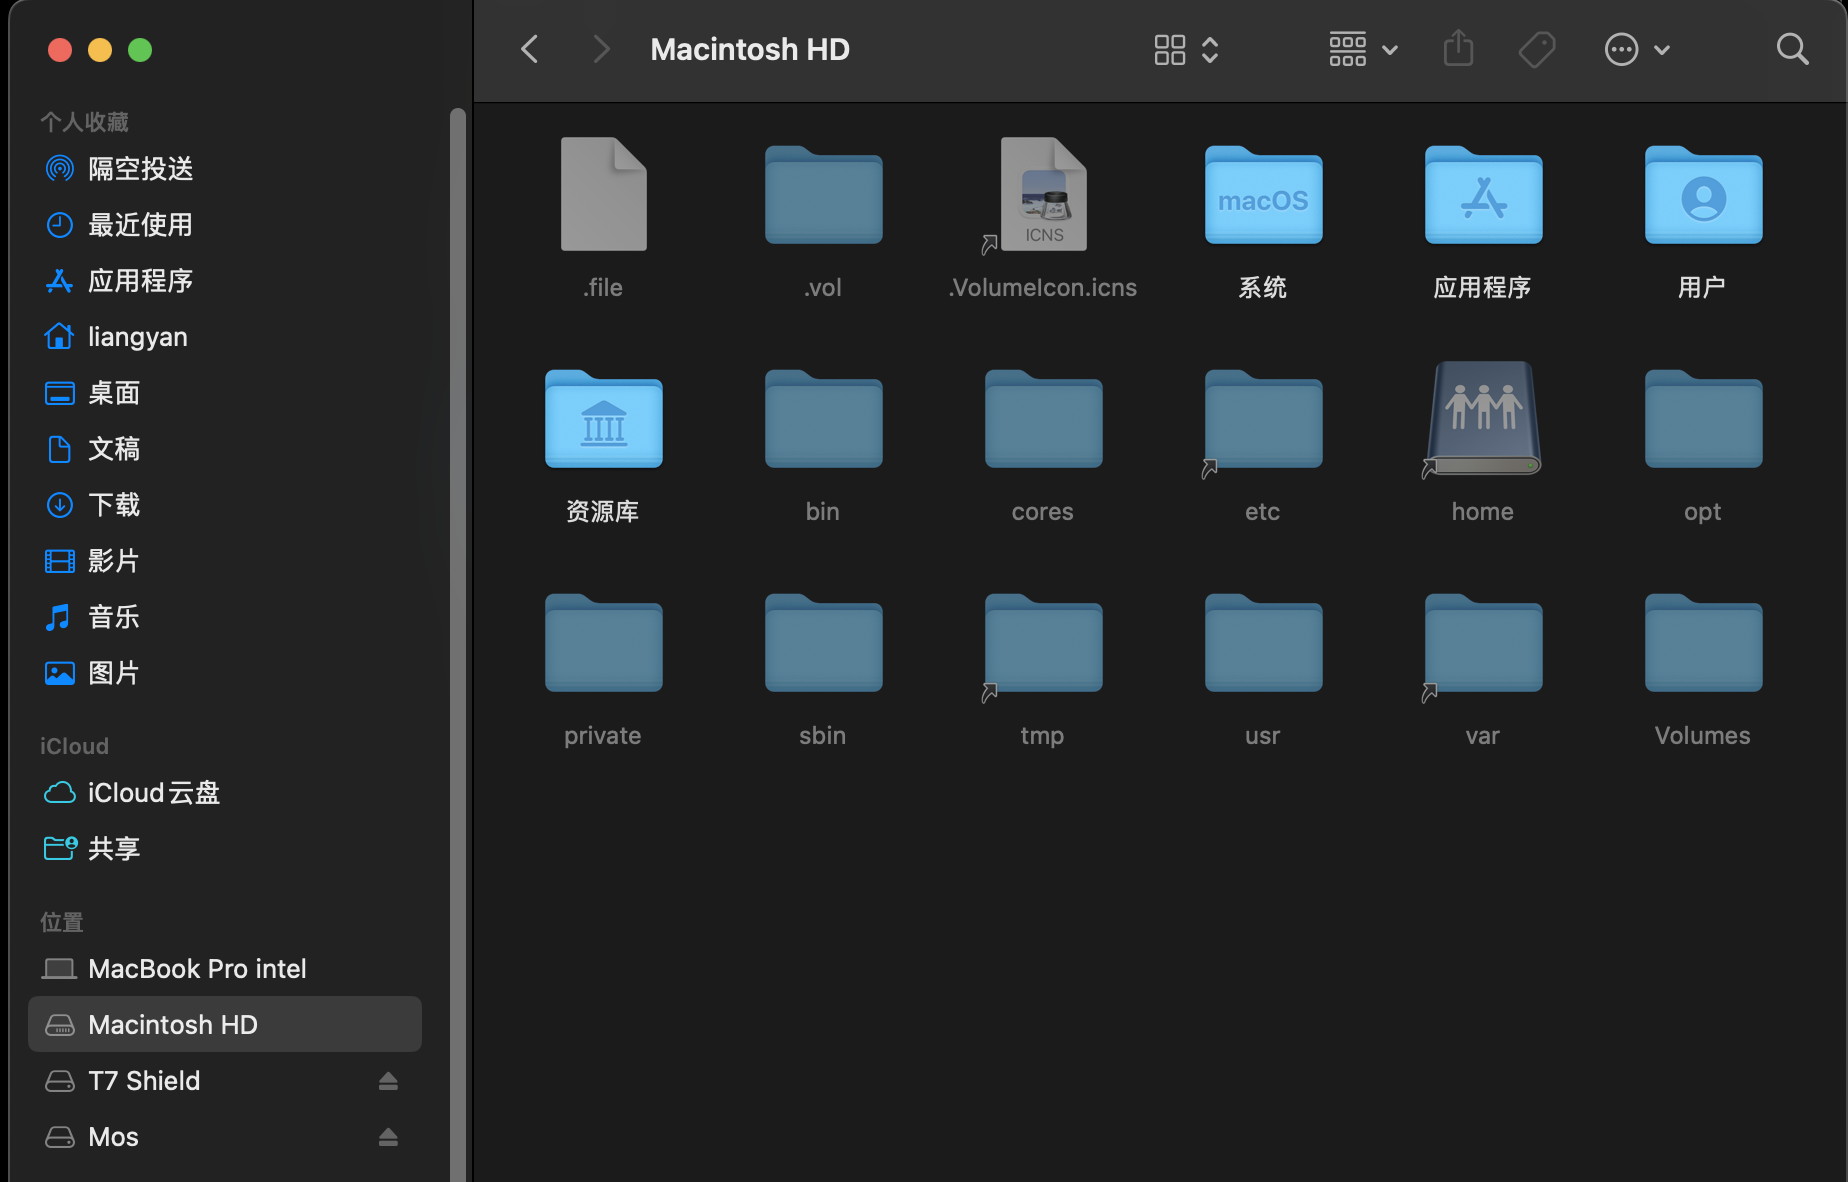 Macintosh HD
个人收藏
隔空投送
最近使用
应用程序
liangyan
桌面
文稿
下载
影片
音乐
图片
iCloud
iCloud云盘
共享
位置
MacBook Pro intel
Macintosh HD
T7 Shield
Mos
ICNS
macOS
.file
.vol
.VolumeIcon.icns
系统
应用程序
用户
资源库
bin
cores
etc
home
opt
private
sbin
tmp
usr
var
Volumes